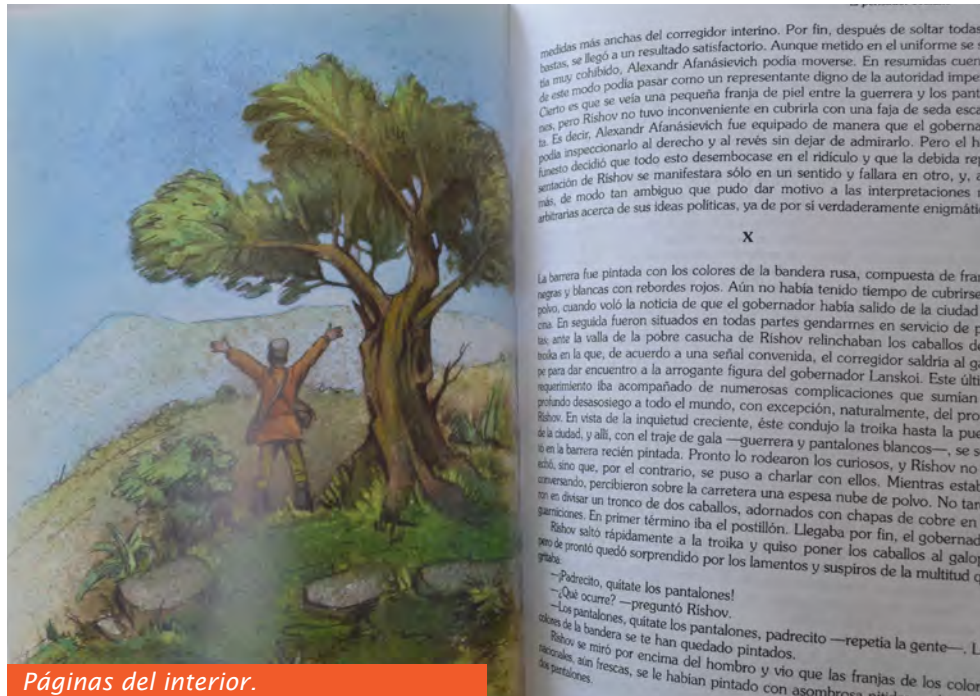 medidas más anchas del corregidor interino. Por fin, después de soltar todas
bastas, se llegó a un resultado satisfactorio. Aunque metido en el uniforme se
tía muy cohibido, Alexandr Afanásievich podía moverse. En resumidas cuen
de este modo podía pasar como un representante digno de la autoridad impe
Cierto es que se veía una pequeña franja de piel entre la guerrera y los pant
nes, pero Ríshov no tuvo inconveniente en cubrirla con una faja de seda esca
ta. Es decir, Alexandr Afanásievich fue equipado de manera que el goberna
podía inspeccionarlo al derecho y al revés sin dejar de admirarlo. Pero el h
funesto decidió que todo esto desembocase en el ridículo y que la debida re
sentación de Ríshov se manifestara sólo en un sentido y fallara en otro, y, a
más, de modo tan ambiguo que pudo dar motivo a las interpretaciones
arbitrarias acerca de sus ideas políticas, ya de por sí verdaderamente enigmáti
X
La barrera fue pintada con los colores de la bandera rusa, compuesta de fran
negras y blancas con rebordes rojos. Aún no había tenido tiempo de cubrirse
polvo, cuando voló la noticia de que el gobernador había salido de la ciudad
cina. En seguida fueron situados en todas partes gendarmes en servicio de
tas; ante la valla de la pobre casucha de Ríshov relinchaban los caballos de
troika en la que, de acuerdo a una señal convenida, el corregidor saldría al ga
pe para dar encuentro a la arrogante figura del gobernador Lanskoi. Este últi
requerimiento iba acompañado de numerosas complicaciones que sumían
profundo desasosiego a todo el mundo, con excepción, naturalmente, del pro
Ríshov. En vista de la inquietud creciente, éste condujo la troika hasta la pue
de la ciudad, y allí, con el traje de gala —guerrera y pantalones blancos—, se s
tó en la barrera recién pintada. Pronto lo rodearon los curiosos, y Ríshov no
echó, sino que, por el contrario, se puso a charlar con ellos. Mientras estab
conversando, percibieron sobre la carretera una espesa nube de polvo. No tar
ron en divisar un tronco de dos caballos, adornados con chapas de cobre en
guarniciones. En primer término iba el postillón. Llegaba por fin, el gobernad
Ríshov saltó rápidamente a la troika y quiso poner los caballos al galop
pero de pronto quedó sorprendido por los lamentos y suspiros de la multitud q
gritaba.
—¡Padrecito, quítate los pantalones!
—¿Qué ocurre? —preguntó Ríshov.
—Los pantalones, quítate los pantalones, padrecito —repetía la gente—. L
colores de la bandera se te han quedado pintados.
Ríshov se miró por encima del hombro y vio que las franjas de los color
nacionales, aún frescas, se le habían pintado con asombrosa
dos pantalones.
Páginas del interior.